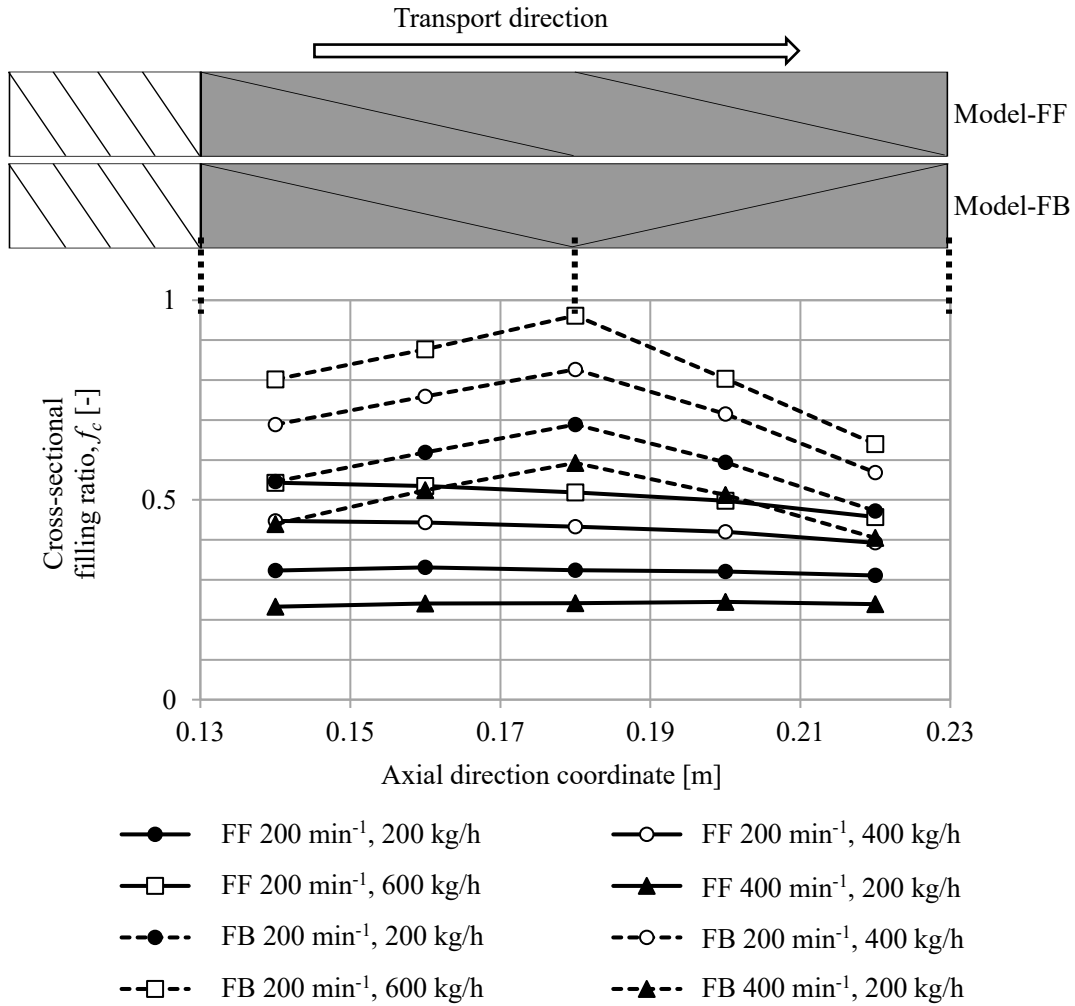 Transport direction
Model-FF
Model-FB
Cross-sectional
filling ratio, f_c [-]
1
0.5
0
0.13 0.15 0.17 0.19 0.21 0.23
Axial direction coordinate [m]
FF 200 min⁻¹, 200 kg/h
FF 200 min⁻¹, 400 kg/h
FF 200 min⁻¹, 600 kg/h
FF 400 min⁻¹, 200 kg/h
FB 200 min⁻¹, 200 kg/h
FB 200 min⁻¹, 400 kg/h
FB 200 min⁻¹, 600 kg/h
FB 400 min⁻¹, 200 kg/h